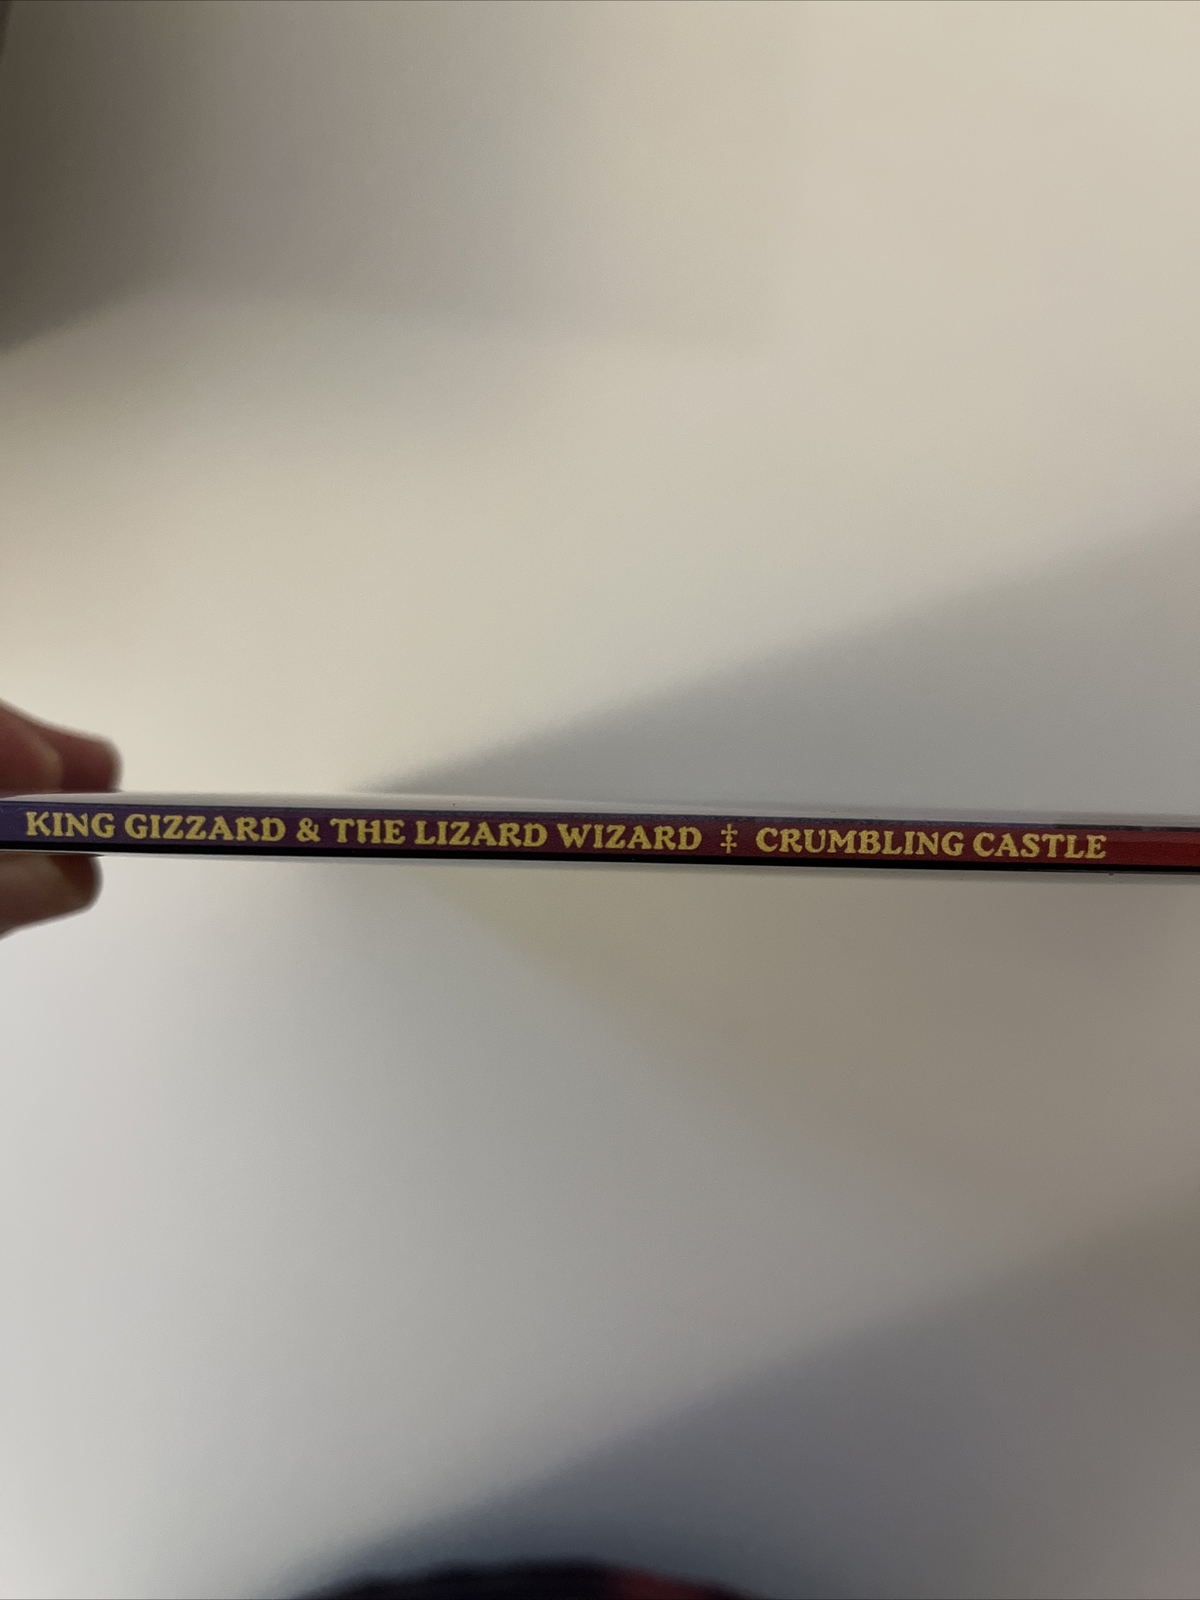 KING GIZZARD & THE LIZARD WIZARD ‡ CRUMBLING CASTLE